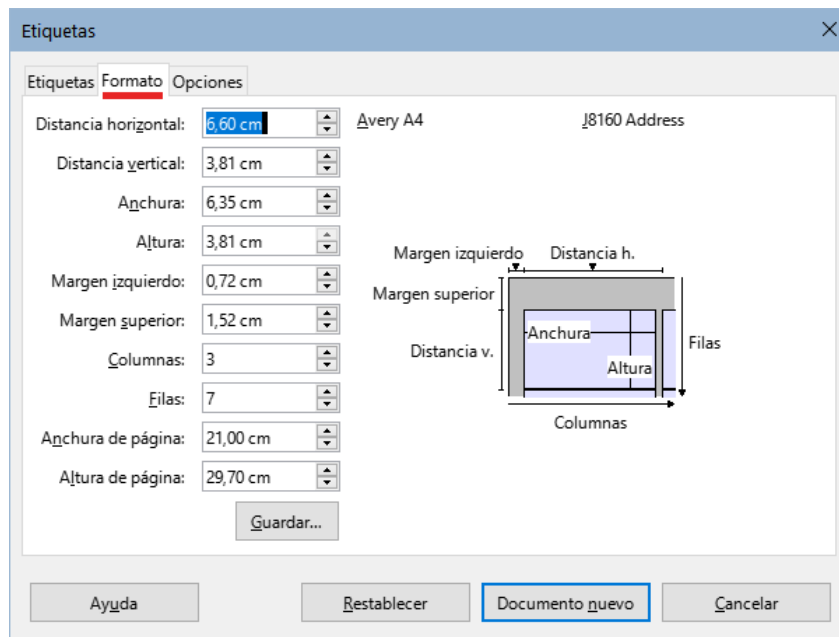 Etiquetas
Etiquetas Formato Opciones
Distancia horizontal: 6,60 cm Avery A4 J8160 Address
Distancia vertical: 3,81 cm
Anchura: 6,35 cm
Altura: 3,81 cm
Margen izquierdo: 0,72 cm
Margen superior: 1,52 cm
Columnas: 3
Filas: 7
Anchura de página: 21,00 cm
Altura de página: 29,70 cm
Guardar...
Margen izquierdo Distancia h.
Margen superior
Anchura
Distancia v.
Filas
Altura
Columnas
Ayuda Restablecer Documento nuevo Cancelar